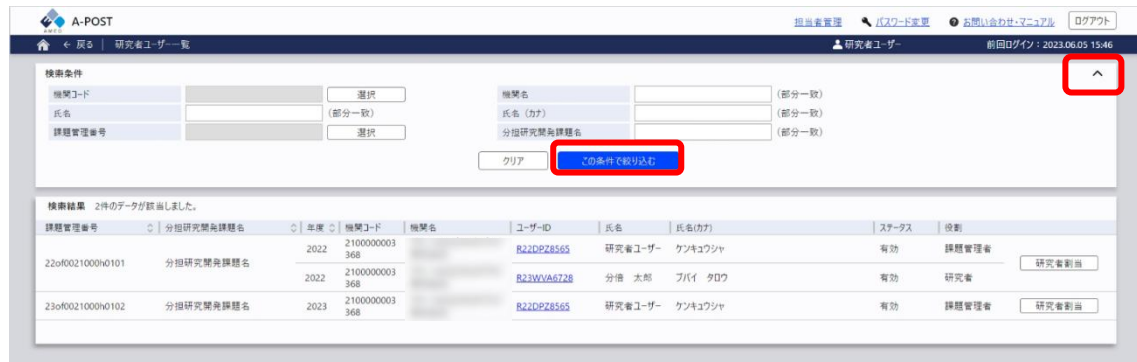 AMED A-POST 担当者管理 パスワード変更 お問い合わせ・マニュアル ログアウト
← 戻る 研究者ユーザー一覧 研究者ユーザー 前回ログイン:2023.06.05 15:46
検索条件
機関コード 選択 機関名 (部分一致)
氏名 (部分一致) 氏名(カナ) (部分一致)
課題管理番号 選択 分担研究開発課題名 (部分一致)
クリア この条件で絞り込む
検索結果 2件のデータが該当しました。
課題管理番号 分担研究開発課題名 年度 機関コード 機関名 ユーザーID 氏名 氏名(カナ) ステータス 役割
22of0021000h0101 分担研究開発課題名 2022 2100000003368 R22DPZ8565 研究者ユーザー ケンキュウシャ 有効 課題管理者 研究者割当
2022 2100000003368 R23WVA6728 分倍 太郎 ブバイ タロウ 有効 研究者
23of0021000h0102 分担研究開発課題名 2023 2100000003368 R22DPZ8565 研究者ユーザー ケンキュウシャ 有効 課題管理者 研究者割当